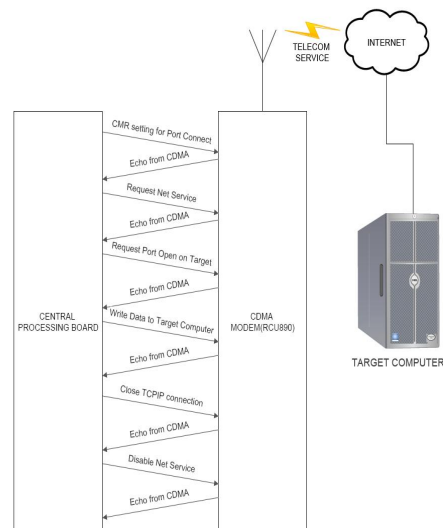 TELECOM
SERVICE
INTERNET
CMR setting for Port Connect
Echo from CDMA
Request Net Service
Echo from CDMA
Request Port Open on Target
Echo from CDMA
CENTRAL
PROCESSING BOARD
Write Data to Target Computer
CDMA
MODEM(RCU890)
Echo from CDMA
TARGET COMPUTER
Close TCPIP connection
Echo from CDMA
Disable Net Service
Echo from CDMA